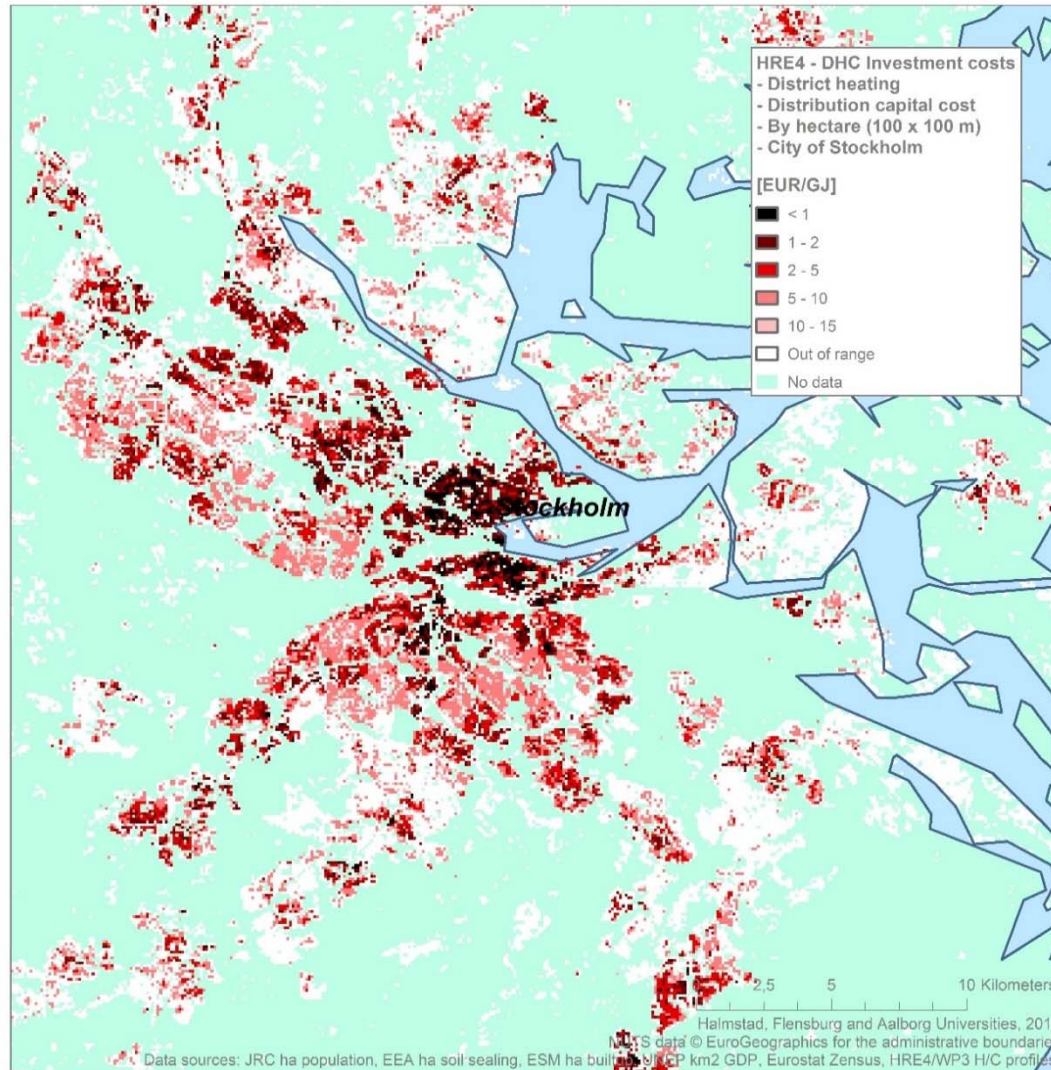 HRE4 - DHC Investment costs
- District heating
- Distribution capital cost
- By hectare (100 x 100 m)
- City of Stockholm
[EUR/GJ]
< 1
1 - 2
2 - 5
5 - 10
10 - 15
Out of range
No data
Stockholm
2,5 5 10 Kilometers
Halmstad, Flensburg and Aalborg Universities, 201
data © EuroGeographics for the administrative boundarie
Data sources: JRC ha population, EEA ha soil sealing, ESM ha km2 GDP, Eurostat Zensus, HRE4/WP3 H/C profiles